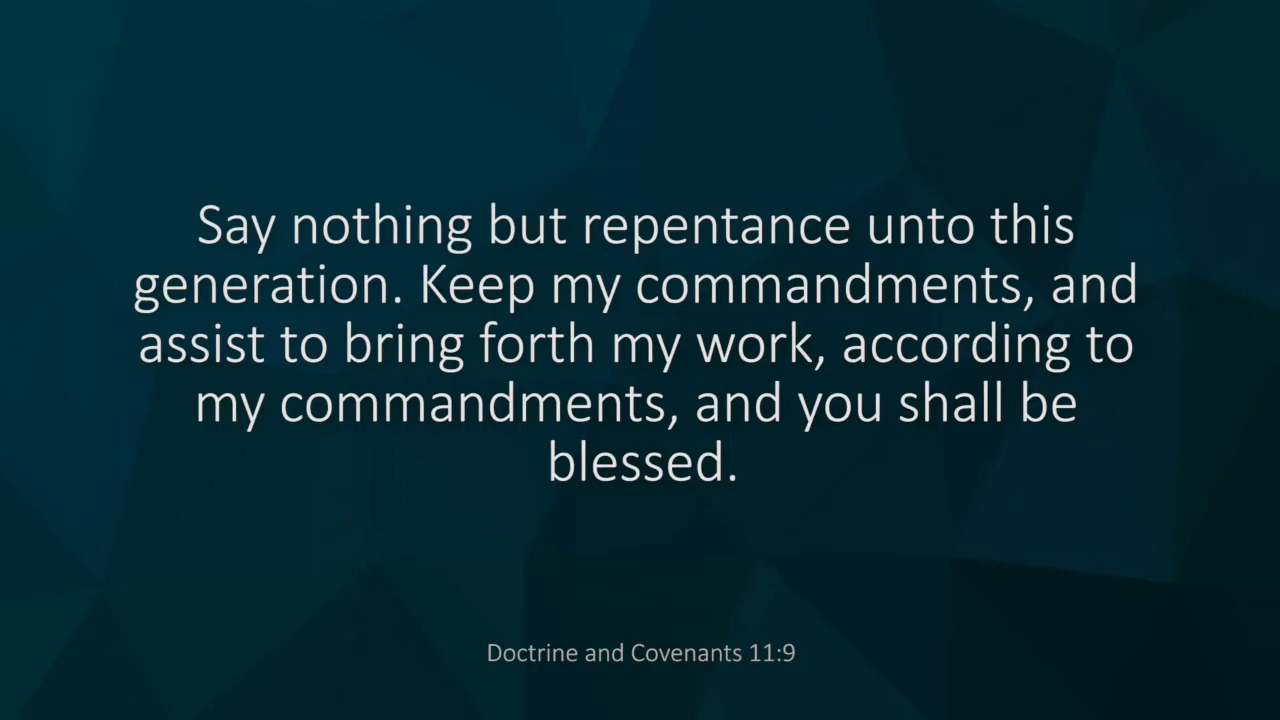 Say nothing but repentance unto this
generation. Keep my commandments, and
assist to bring forth my work, according to
my commandments, and you shall be
blessed.
Doctrine and Covenants 11:9